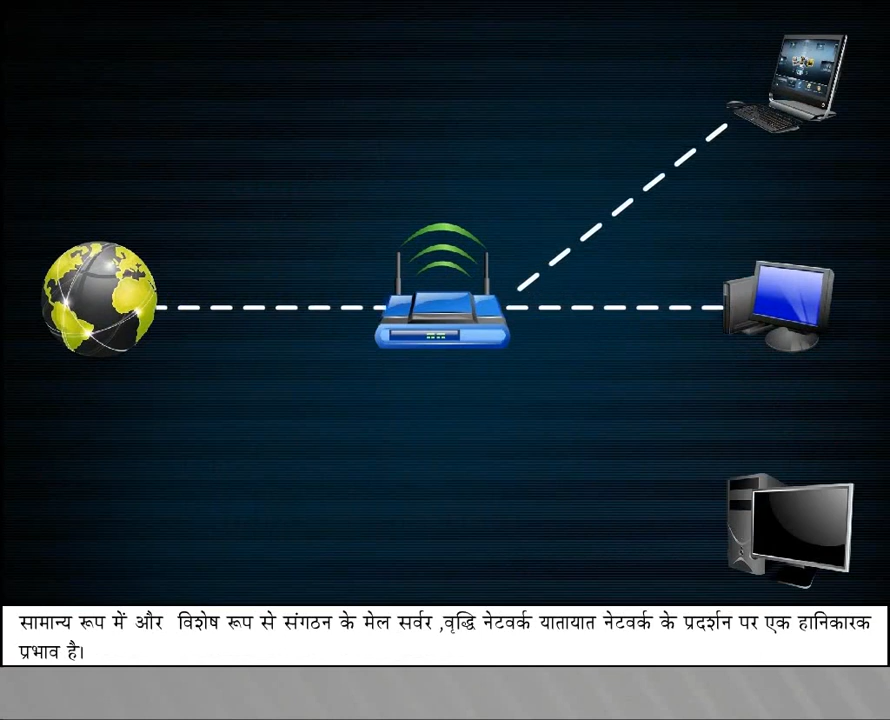 सामान्य रूप में और विशेष रूप से संगठन के मेल सर्वर ,वृद्धि नेटवर्क यातायात नेटवर्क के प्रदर्शन पर एक हानिकारक
प्रभाव है।